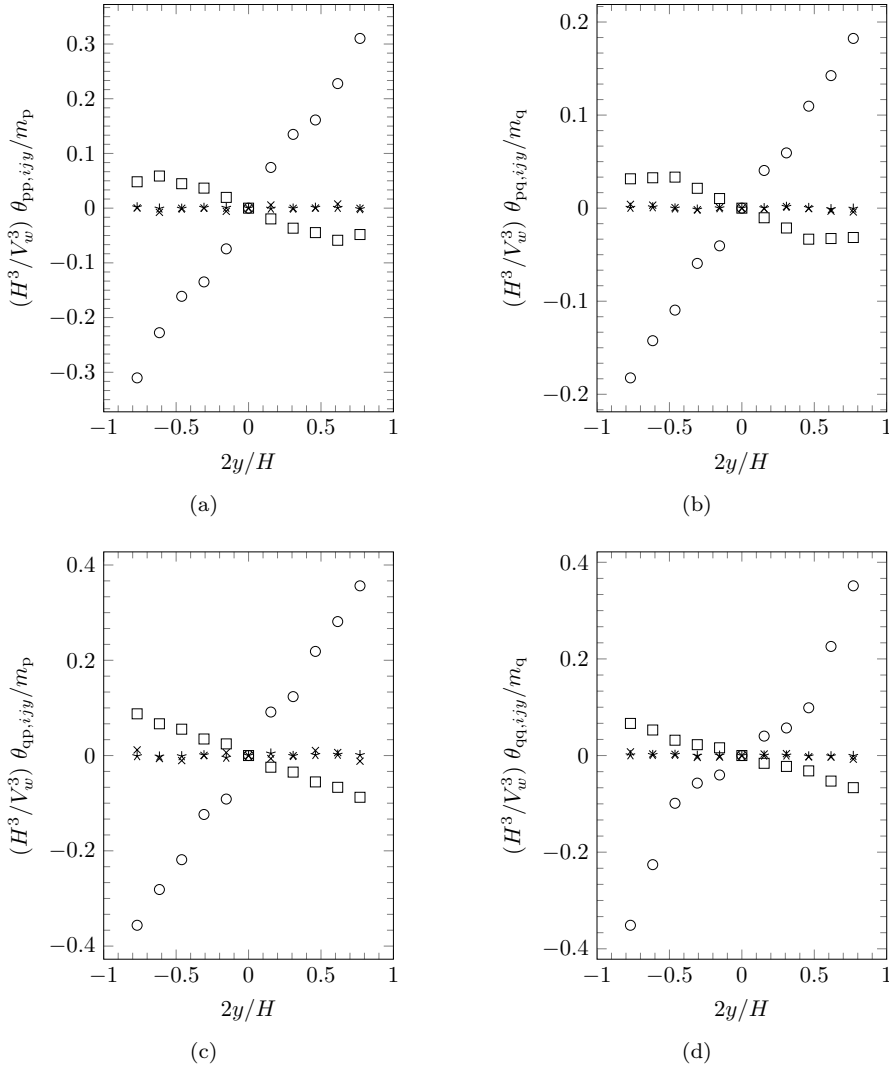 0.3
0.2
0.1
0
−0.1
−0.2
−0.3
−1 −0.5 0 0.5 1
2y/H
(H³/V_w³) θ_pp,ijy/m_p
(a)
0.2
0.1
0
−0.1
−0.2
−1 −0.5 0 0.5 1
2y/H
(H³/V_w³) θ_pq,ijy/m_q
(b)
0.4
0.2
0
−0.2
−0.4
−1 −0.5 0 0.5 1
2y/H
(H³/V_w³) θ_qp,ijy/m_p
(c)
0.4
0.2
0
−0.2
−0.4
−1 −0.5 0 0.5 1
2y/H
(H³/V_w³) θ_qq,ijy/m_q
(d)